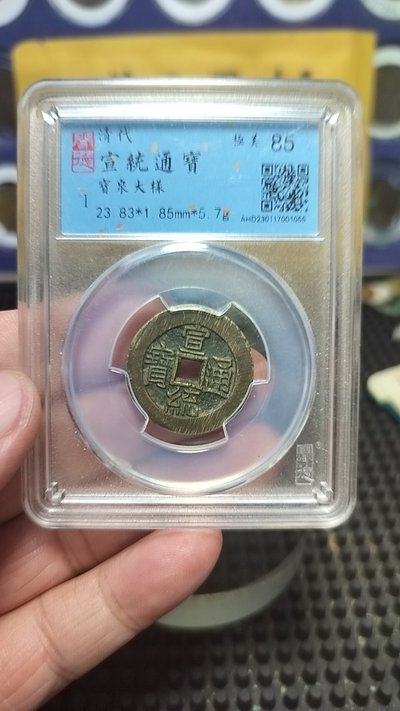 清代
極美 85
宣統通寶
寶泉大樣
1
23 83*1 85mm*5.7g
AHD230117001056
宣
寶 通
統